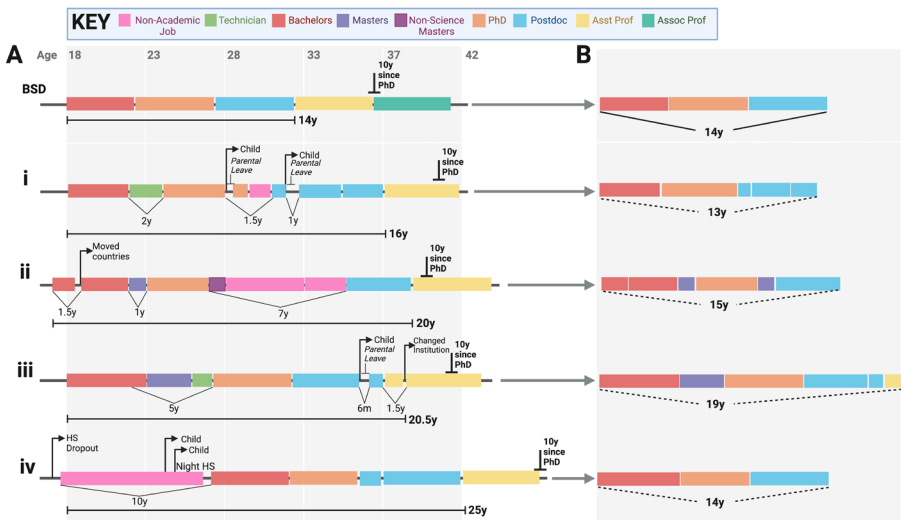 KEY
Non-Academic
Job
Technician
Bachelors
Masters
Non-Science
Masters
PhD
Postdoc
Asst Prof
Assoc Prof
A
Age 18 23 28 33 37 42
B
10y
since
PhD
BSD
14y
14y
i
Child
Parental
Leave
Child
Parental
Leave
10y
since
PhD
2y
1.5y
1y
16y
13y
ii
Moved
countries
10y
since
PhD
1.5y
1y
7y
20y
15y
iii
Child
Parental
Leave
Changed
Institution
10y
since
PhD
5y
6m
1.5y
20.5y
19y
iv
HS
Dropout
Child
Child
Night HS
10y
since
PhD
10y
25y
14y